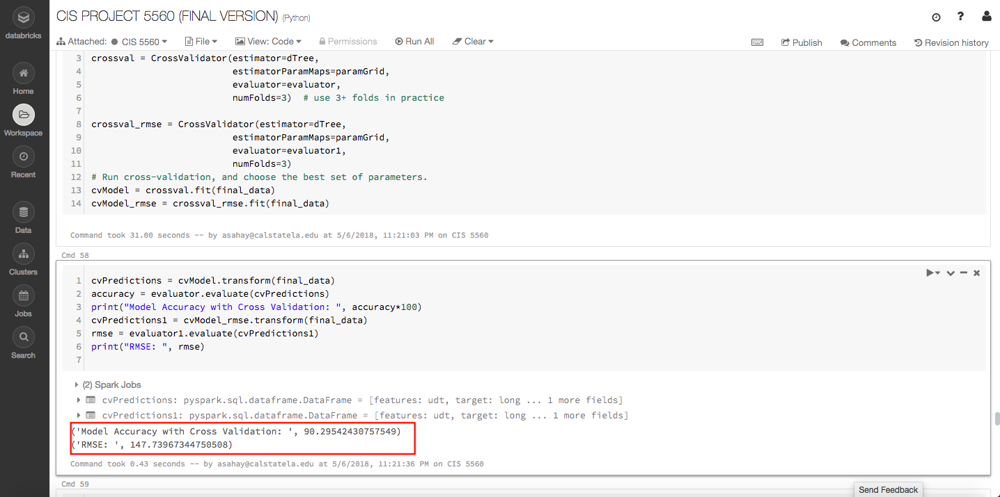 databricks
Home
Workspace
Recent
Data
Clusters
Jobs
Search
CIS PROJECT 5560 (FINAL VERSION) (Python)
?
Attached: CIS 5560 File View: Code Permissions Run All Clear Publish Comments Revision history
3 crossval = CrossValidator(estimator=dTree,
4 estimatorParamMaps=paramGrid,
5 evaluator=evaluator,
6 numFolds=3)  # use 3+ folds in practice
7
8 crossval_rmse = CrossValidator(estimator=dTree,
9 estimatorParamMaps=paramGrid,
10 evaluator=evaluator1,
11 numFolds=3)
12 # Run cross-validation, and choose the best set of parameters.
13 cvModel = crossval.fit(final_data)
14 cvModel_rmse = crossval_rmse.fit(final_data)
Command took 31.00 seconds -- by asahay@calstatela.edu at 5/6/2018, 11:21:03 PM on CIS 5560
Cmd 58
1 cvPredictions = cvModel.transform(final_data)
2 accuracy = evaluator.evaluate(cvPredictions)
3 print("Model Accuracy with Cross Validation: ", accuracy*100)
4 cvPredictions1 = cvModel_rmse.transform(final_data)
5 rmse = evaluator1.evaluate(cvPredictions1)
6 print("RMSE: ", rmse)
7
(2) Spark Jobs
cvPredictions: pyspark.sql.dataframe.DataFrame = [features: udt, target: long ... 1 more fields]
cvPredictions1: pyspark.sql.dataframe.DataFrame = [features: udt, target: long ... 1 more fields]
('Model Accuracy with Cross Validation: ', 90.29542430757549)
('RMSE: ', 147.73967344750508)
Command took 0.43 seconds -- by asahay@calstatela.edu at 5/6/2018, 11:21:36 PM on CIS 5560
Cmd 59
Send Feedback